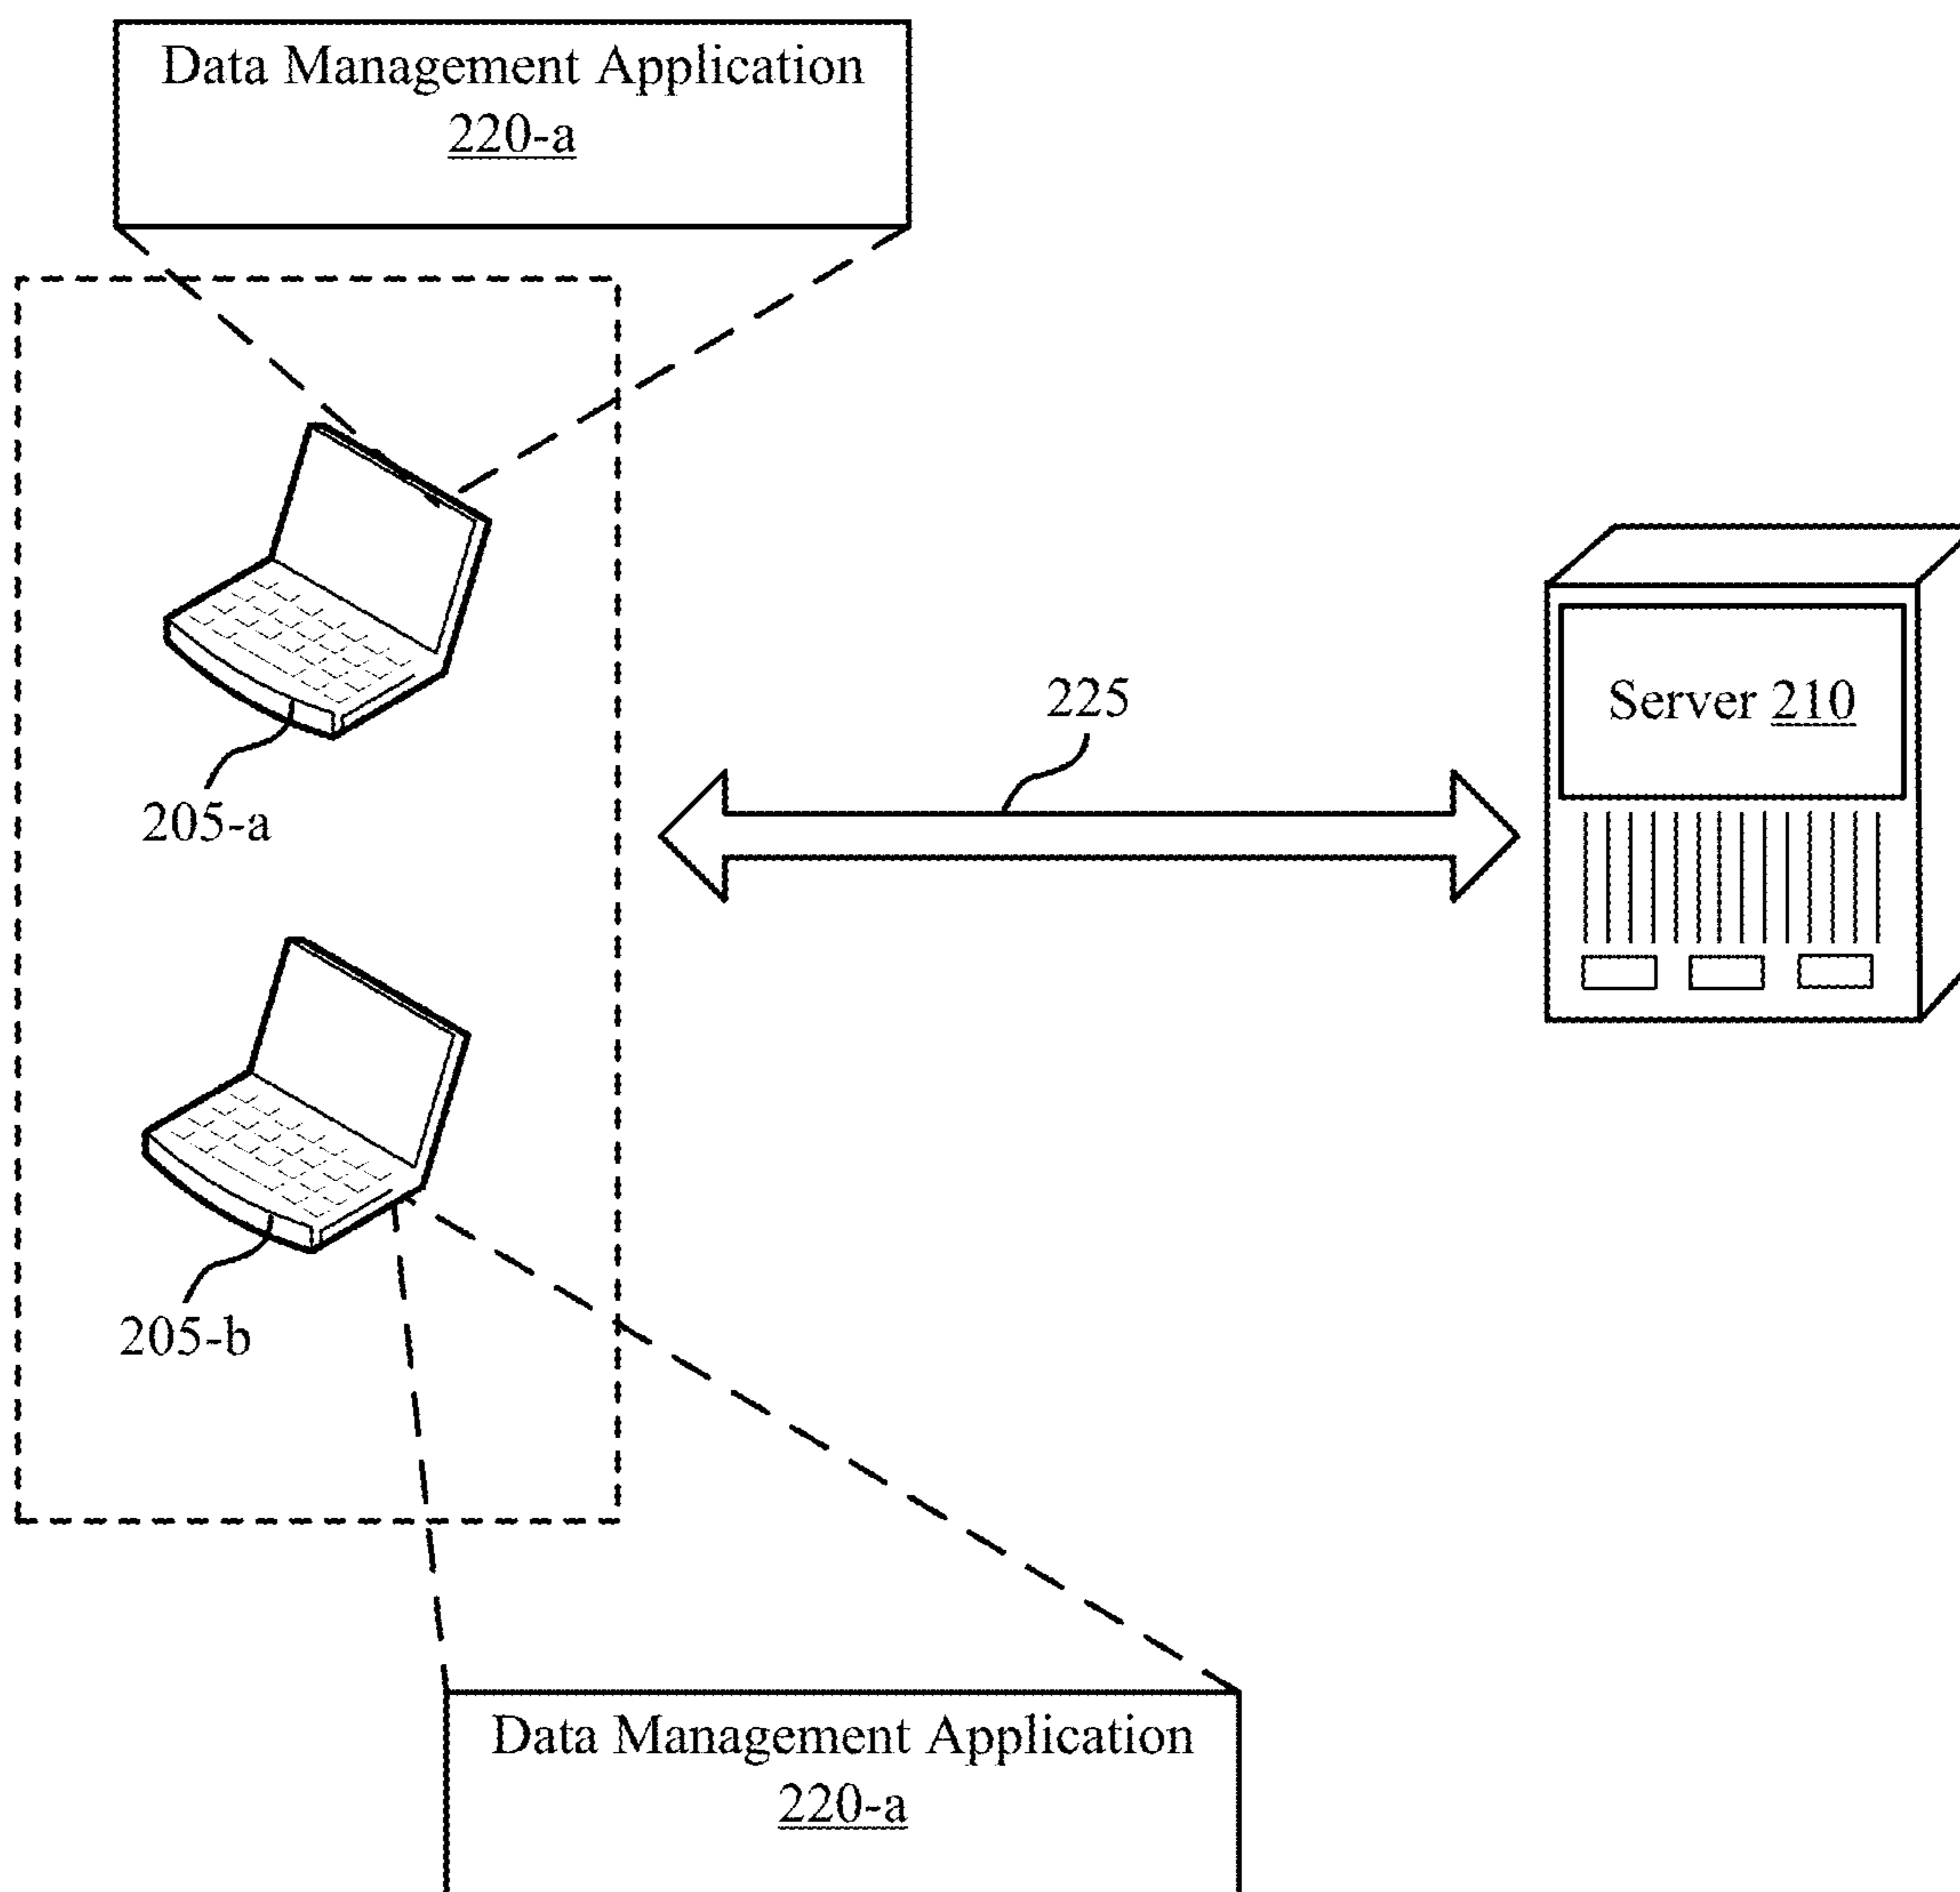 Data Management Application
220-a
225
Server 210
205-a
205-b
Data Management Application
220-a